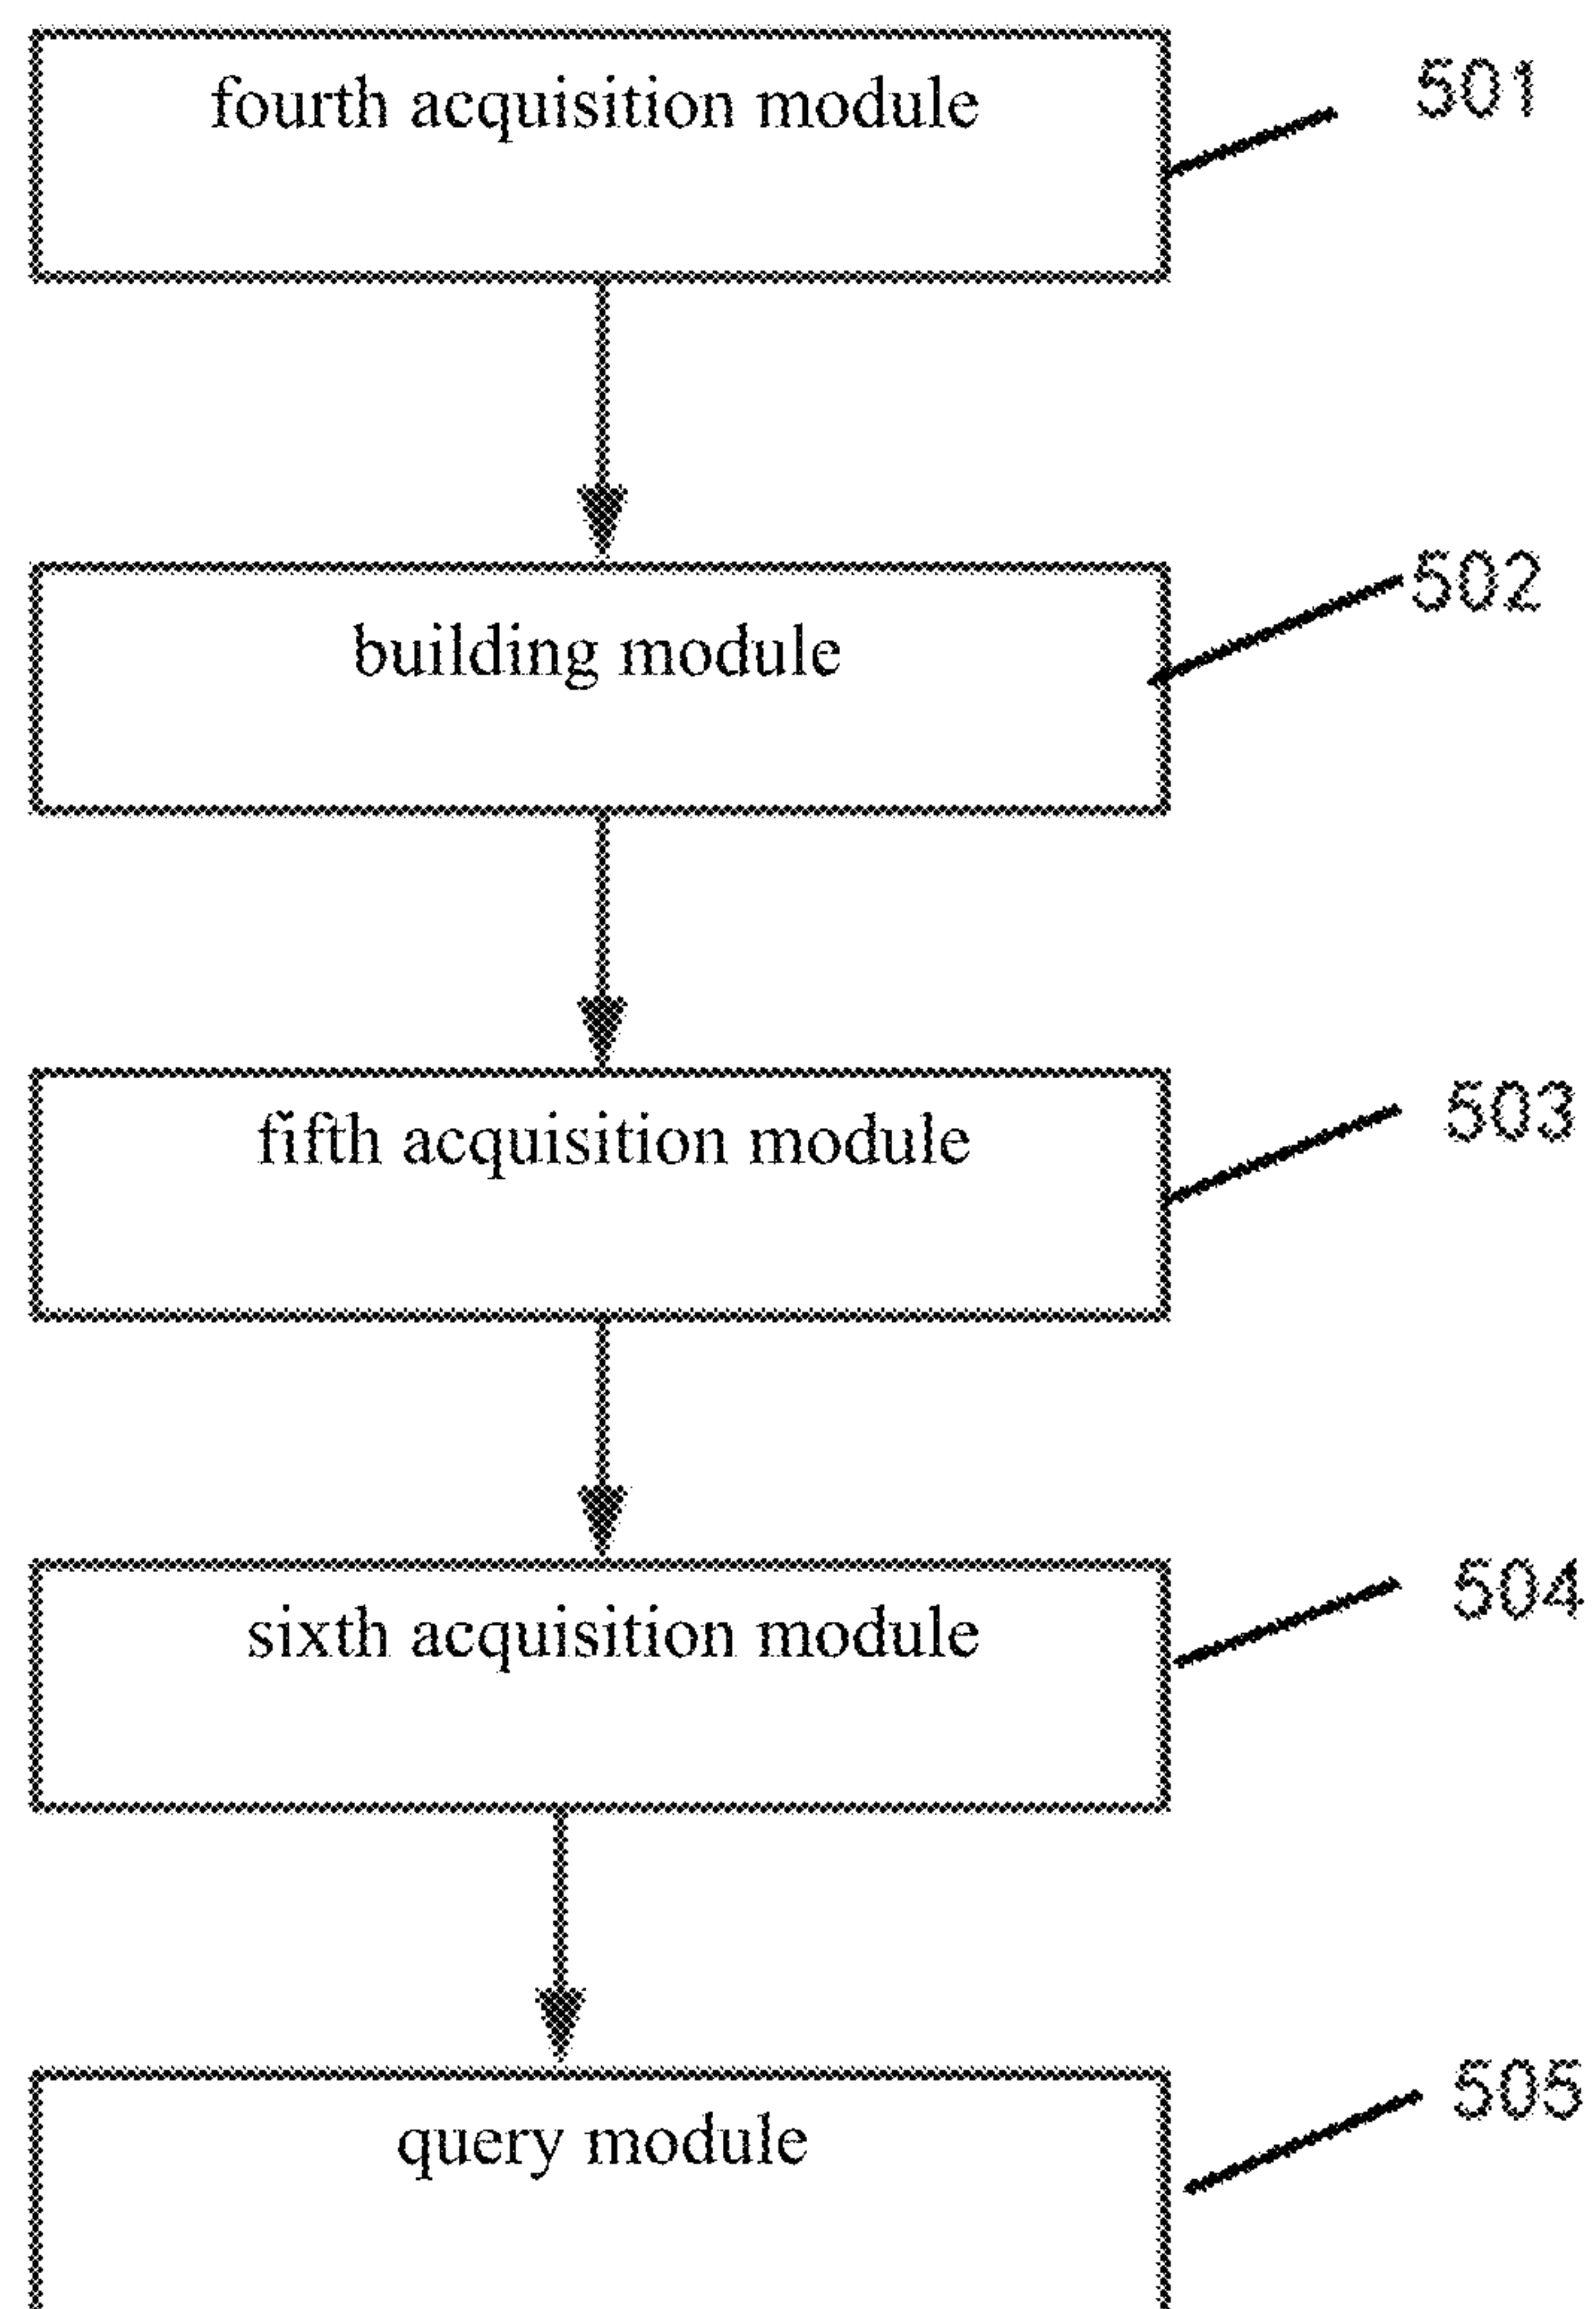 fourth acquisition module
501
building module
502
fifth acquisition module
503
sixth acquisition module
504
query module
505